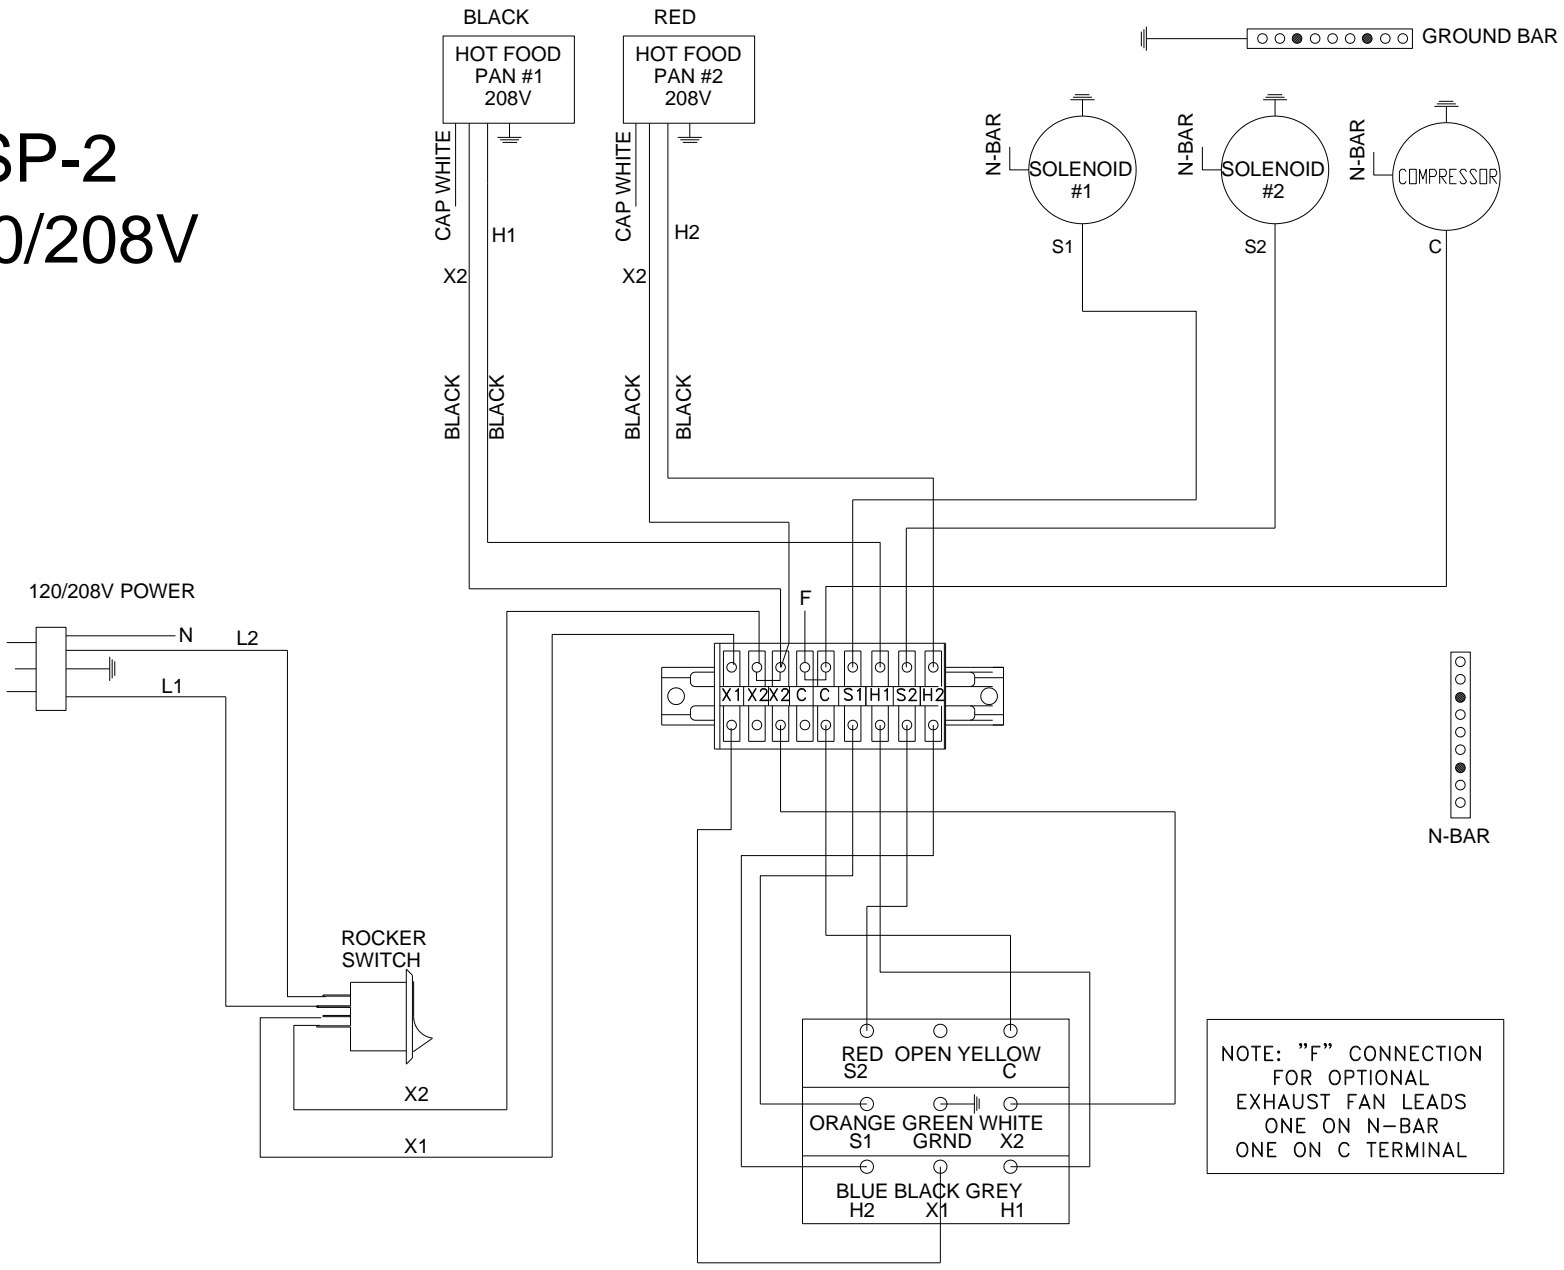 BLACK
RED
HOT FOOD
PAN #1
208V
HOT FOOD
PAN #2
208V
GROUND BAR
SP-2
0/208V
CAP WHITE
CAP WHITE
N-BAR
SOLENOID
#1
N-BAR
SOLENOID
#2
N-BAR
COMPRESSOR
H1
H2
X2
X2
S1
S2
C
BLACK
BLACK
BLACK
BLACK
120/208V POWER
N
L2
L1
F
X1 X2 X2 C C S1 H1 S2 H2
N-BAR
ROCKER
SWITCH
X2
X1
RED OPEN YELLOW
S2 C
ORANGE GREEN WHITE
S1 GRND X2
BLUE BLACK GREY
H2 X1 H1
NOTE: "F" CONNECTION
FOR OPTIONAL
EXHAUST FAN LEADS
ONE ON N-BAR
ONE ON C TERMINAL